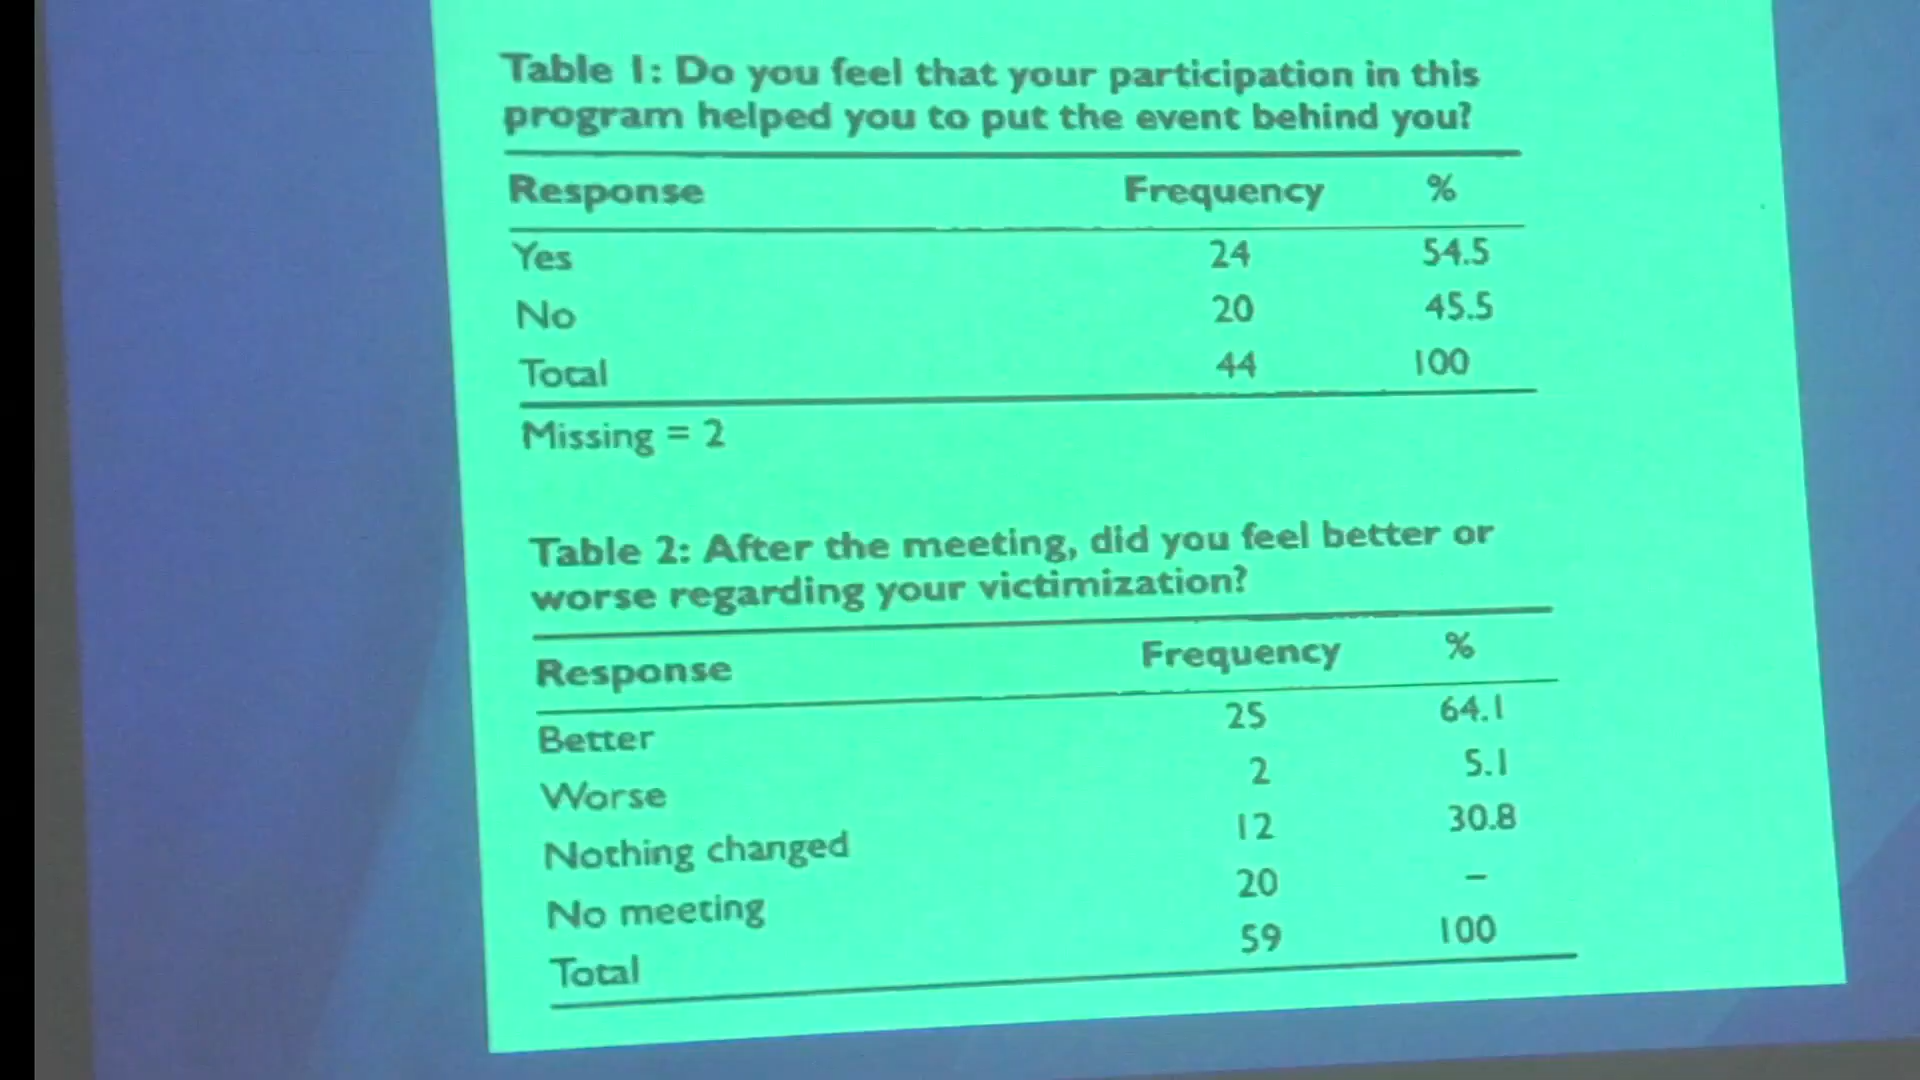 Table 1: Do you feel that your participation in this
program helped you to put the event behind you?
Response Frequency %
Yes 24 54.5
No 20 45.5
Total 44 100
Missing = 2
Table 2: After the meeting, did you feel better or
worse regarding your victimization?
Response Frequency %
Better 25 64.1
Worse 2 5.1
Nothing changed 12 30.8
No meeting 20 –
Total 59 100